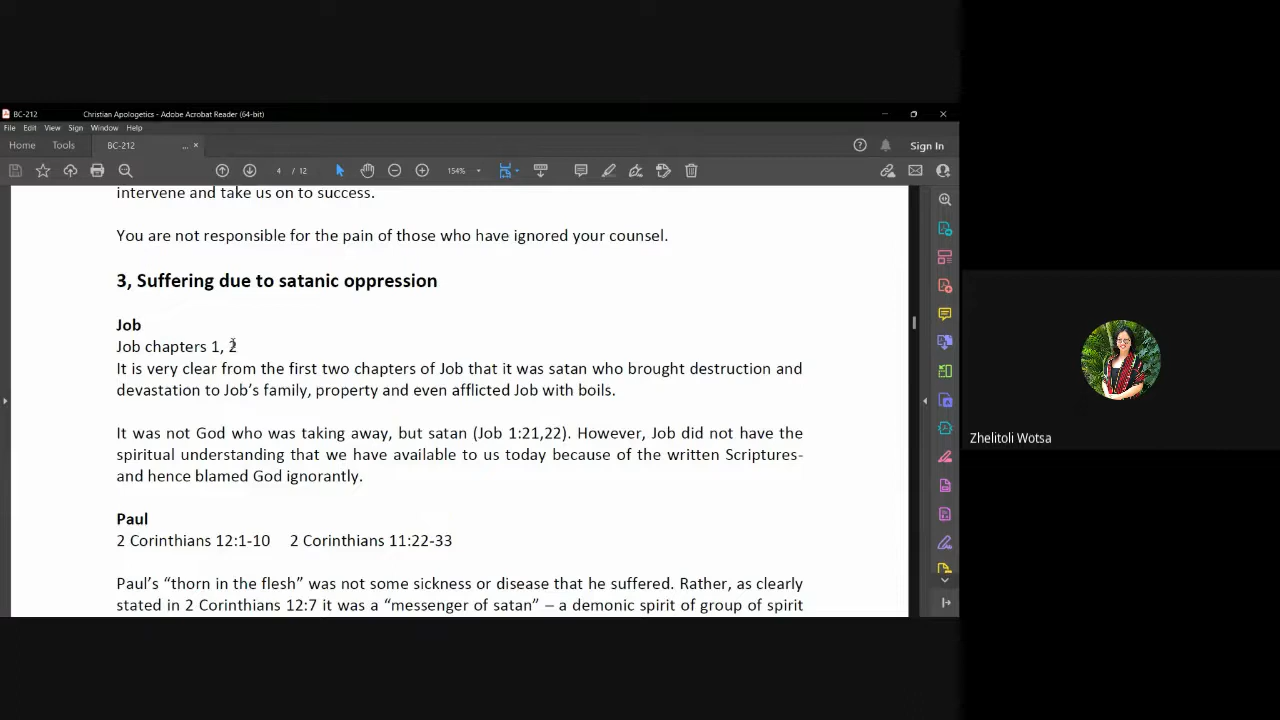 BC-212 Christian Apologetics - Adobe Acrobat Reader (64-bit)
File Edit View Sign Window Help
Home Tools BC-212 ... × Sign In
4 / 12 154%
intervene and take us on to success.
You are not responsible for the pain of those who have ignored your counsel.
3, Suffering due to satanic oppression
Job
Job chapters 1, 2
It is very clear from the first two chapters of Job that it was satan who brought destruction and
devastation to Job's family, property and even afflicted Job with boils.
It was not God who was taking away, but satan (Job 1:21,22). However, Job did not have the
spiritual understanding that we have available to us today because of the written Scriptures-
and hence blamed God ignorantly.
Paul
2 Corinthians 12:1-10 2 Corinthians 11:22-33
Paul's “thorn in the flesh” was not some sickness or disease that he suffered. Rather, as clearly
stated in 2 Corinthians 12:7 it was a “messenger of satan” – a demonic spirit of group of spirit
Zhelitoli Wotsa